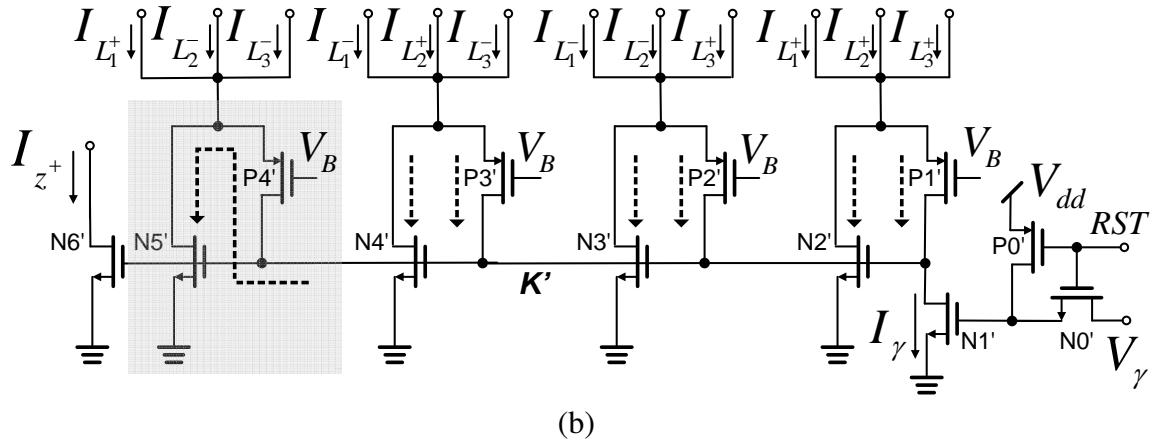 I_{L_1^+} I_{L_2^-} I_{L_3^-} I_{L_1^-} I_{L_2^+} I_{L_3^-} I_{L_1^-} I_{L_2^-} I_{L_3^+} I_{L_1^+} I_{L_2^+} I_{L_3^+}
I_{z^+} P4' V_B P3' V_B P2' V_B P1' V_B V_{dd} RST
N6' N5' N4' K' N3' N2' P0'
I_γ N1' N0' V_γ
(b)